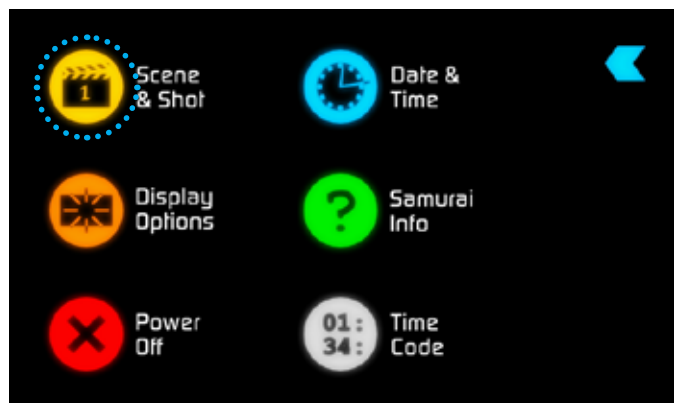 1
Scene
& Shot
Date &
Time
Display
Options
?
Samurai
Info
Power
Off
01:
34:
Time
Code